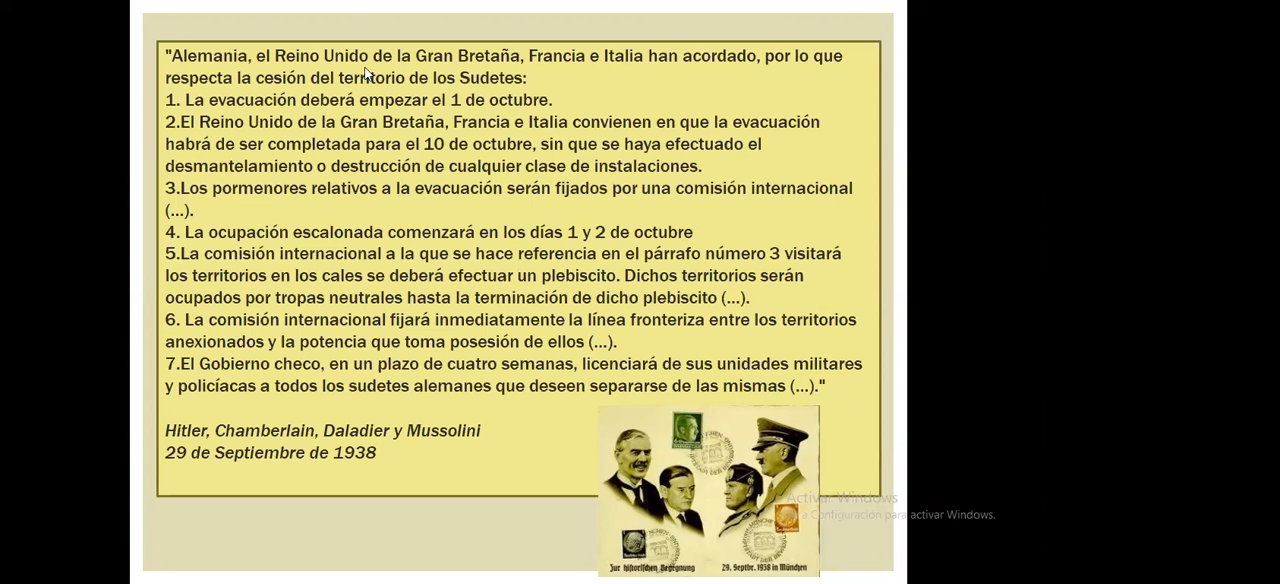 "Alemania, el Reino Unido de la Gran Bretaña, Francia e Italia han acordado, por lo que
respecta la cesión del territorio de los Sudetes:
1. La evacuación deberá empezar el 1 de octubre.
2.El Reino Unido de la Gran Bretaña, Francia e Italia convienen en que la evacuación
habrá de ser completada para el 10 de octubre, sin que se haya efectuado el
desmantelamiento o destrucción de cualquier clase de instalaciones.
3.Los pormenores relativos a la evacuación serán fijados por una comisión internacional
(...).
4. La ocupación escalonada comenzará en los días 1 y 2 de octubre
5.La comisión internacional a la que se hace referencia en el párrafo número 3 visitará
los territorios en los cales se deberá efectuar un plebiscito. Dichos territorios serán
ocupados por tropas neutrales hasta la terminación de dicho plebiscito (...).
6. La comisión internacional fijará inmediatamente la línea fronteriza entre los territorios
anexionados y la potencia que toma posesión de ellos (...).
7.El Gobierno checo, en un plazo de cuatro semanas, licenciará de sus unidades militares
y policíacas a todos los sudetes alemanes que deseen separarse de las mismas (...)."
Hitler, Chamberlain, Daladier y Mussolini
29 de Septiembre de 1938
Activar Windows
a Configuración para activar Windows.
Zur historischen Begegnung 29. Septbr. 1938 in München